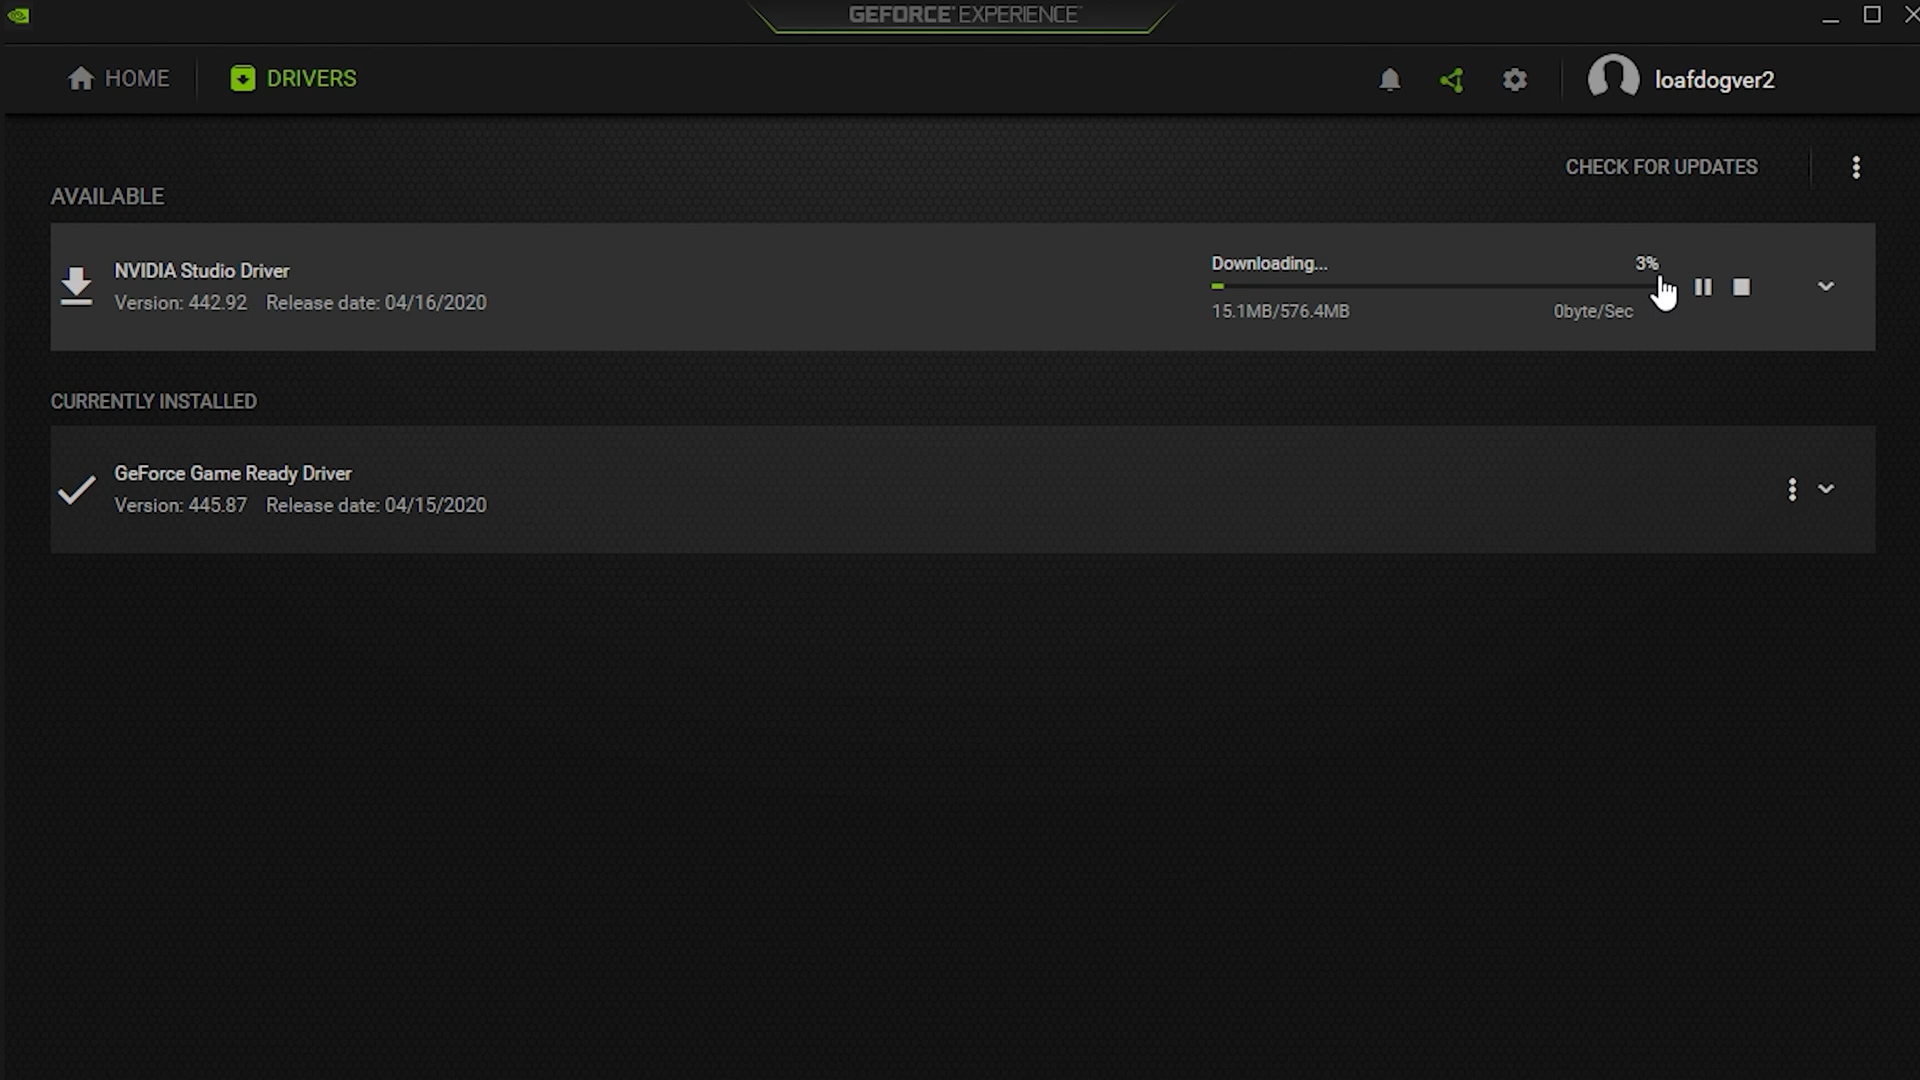 GEFORCE EXPERIENCE
HOME
DRIVERS
loafdogver2
CHECK FOR UPDATES
AVAILABLE
NVIDIA Studio Driver
Version: 442.92 Release date: 04/16/2020
Downloading... 3%
15.1MB/576.4MB 0byte/Sec
CURRENTLY INSTALLED
GeForce Game Ready Driver
Version: 445.87 Release date: 04/15/2020